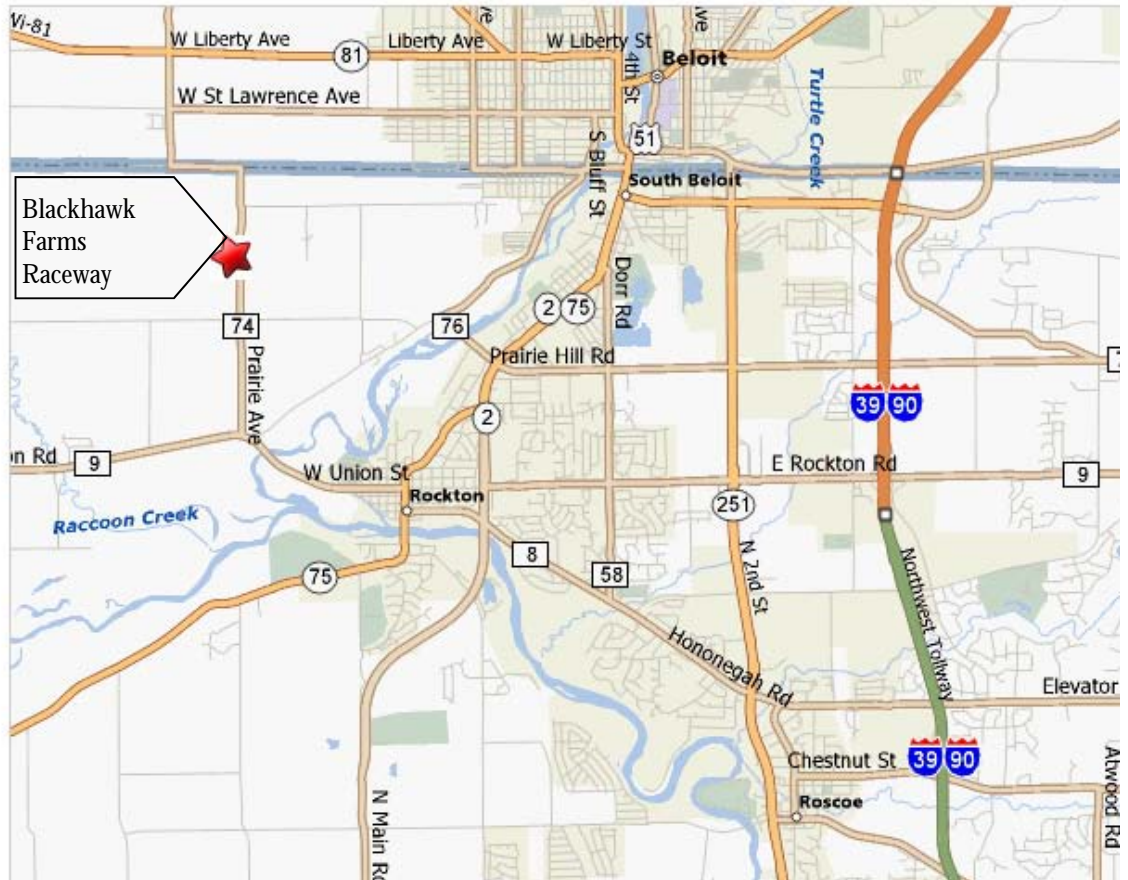 Wi-81
W Liberty Ave
81
Liberty Ave
W Liberty St
Ave
4th St
Beloit
W St Lawrence Ave
51
Turtle Creek
S Bluff St
South Beloit
Blackhawk
Farms
Raceway
2
75
Dorr Rd
74
76
Prairie Hill Rd
39
90
Prairie Ave
2
n Rd
9
W Union St
Rockton
E Rockton Rd
9
251
Raccoon Creek
8
58
75
N 2nd St
Northwest Tollway
Hononegah Rd
Elevator
Chestnut St
39
90
Atwood Rd
Roscoe
N Main Rd